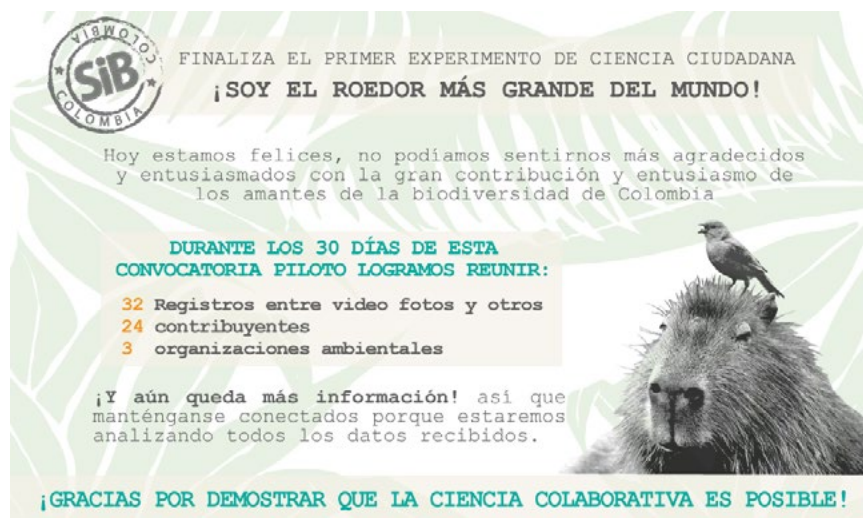 SiB
COLOMBIA
COLOMBIA
FINALIZA EL PRIMER EXPERIMENTO DE CIENCIA CIUDADANA
¡SOY EL ROEDOR MÁS GRANDE DEL MUNDO!
Hoy estamos felices, no podíamos sentirnos más agradecidos
y entusiasmados con la gran contribución y entusiasmo de
los amantes de la biodiversidad de Colombia
DURANTE LOS 30 DÍAS DE ESTA
CONVOCATORIA PILOTO LOGRAMOS REUNIR:
32 Registros entre video fotos y otros
24 contribuyentes
3 organizaciones ambientales
¡Y aún queda más información! así que
manténganse conectados porque estaremos
analizando todos los datos recibidos.
¡GRACIAS POR DEMOSTRAR QUE LA CIENCIA COLABORATIVA ES POSIBLE!